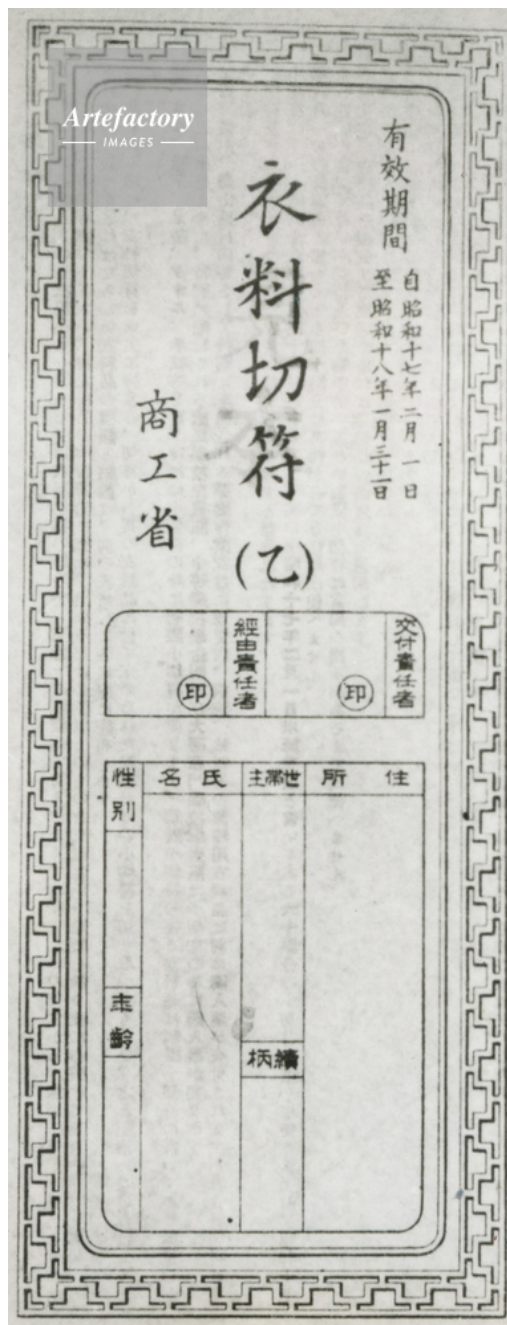 有效期間
自昭和十七年二月一日
至昭和十八年一月三十一日
衣料切符(乙)
商工省
交付責任者
印
經由責任者
印
住所
世帶主
氏名
性別
續柄
年齡
Artefactory
IMAGES